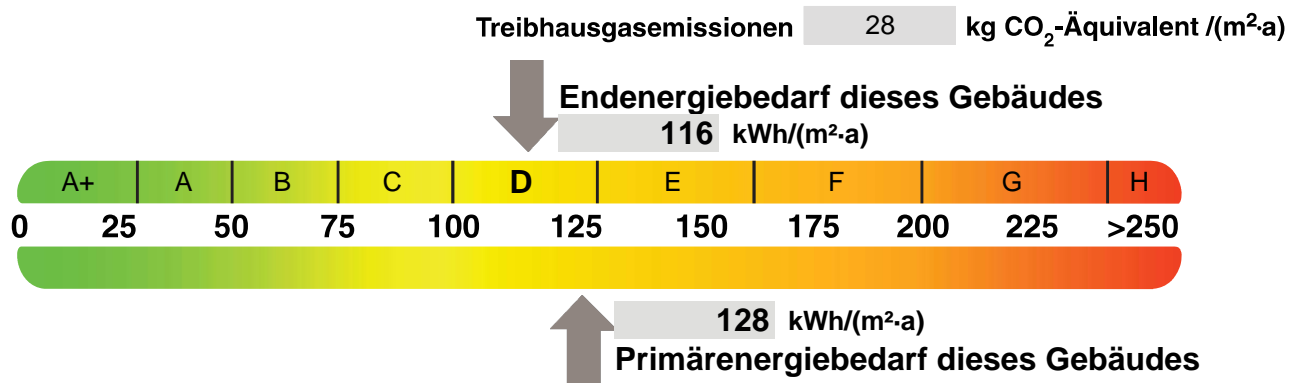 Treibhausgasemissionen 28 kg CO₂-Äquivalent /(m²·a)
Endenergiebedarf dieses Gebäudes
116 kWh/(m²·a)
A+ A B C D E F G H
0 25 50 75 100 125 150 175 200 225 >250
128 kWh/(m²·a)
Primärenergiebedarf dieses Gebäudes